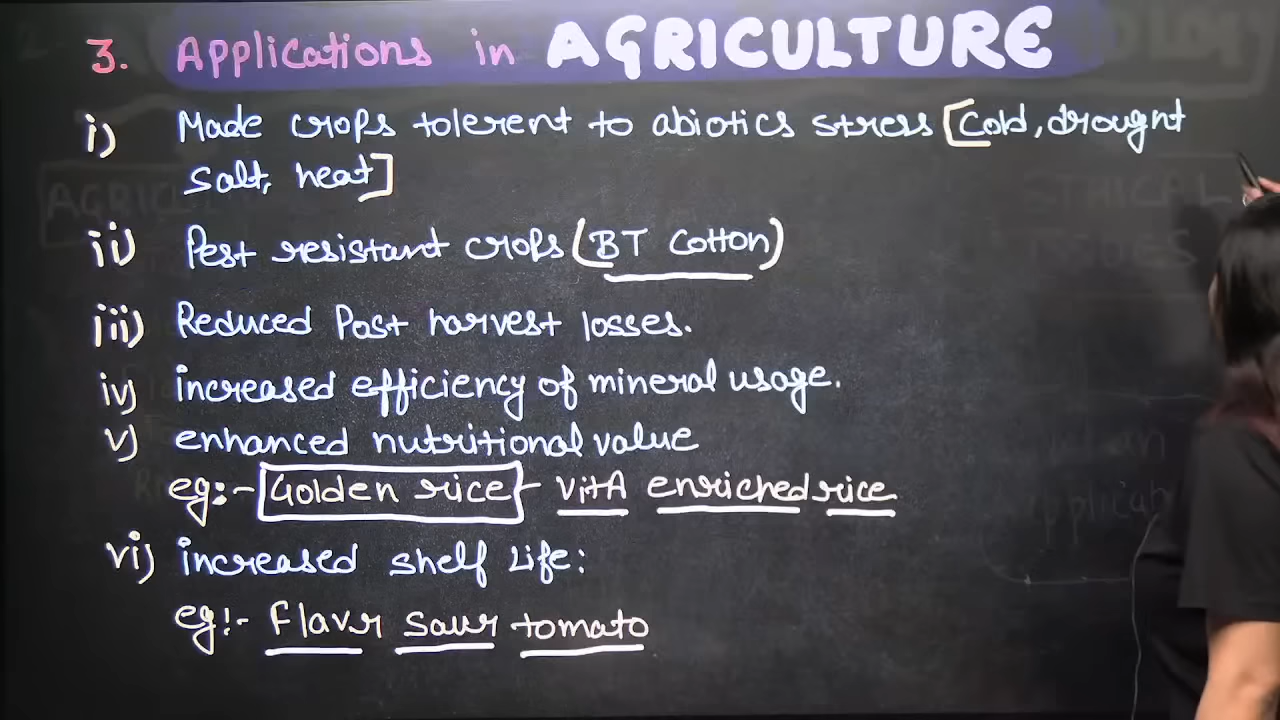 3. Applications in AGRICULTURE
i) Made crops tolerent to abiotics stress [Cold, drought
salt, heat]
ii) Pest resistant crops (BT Cotton)
iii) Reduced Post harvest losses.
iv) increased efficiency of mineral usage.
v) enhanced nutritional value
eg:- Golden rice - vit A enriched rice
vi) increased shelf life:
eg:- Flavr savr tomato